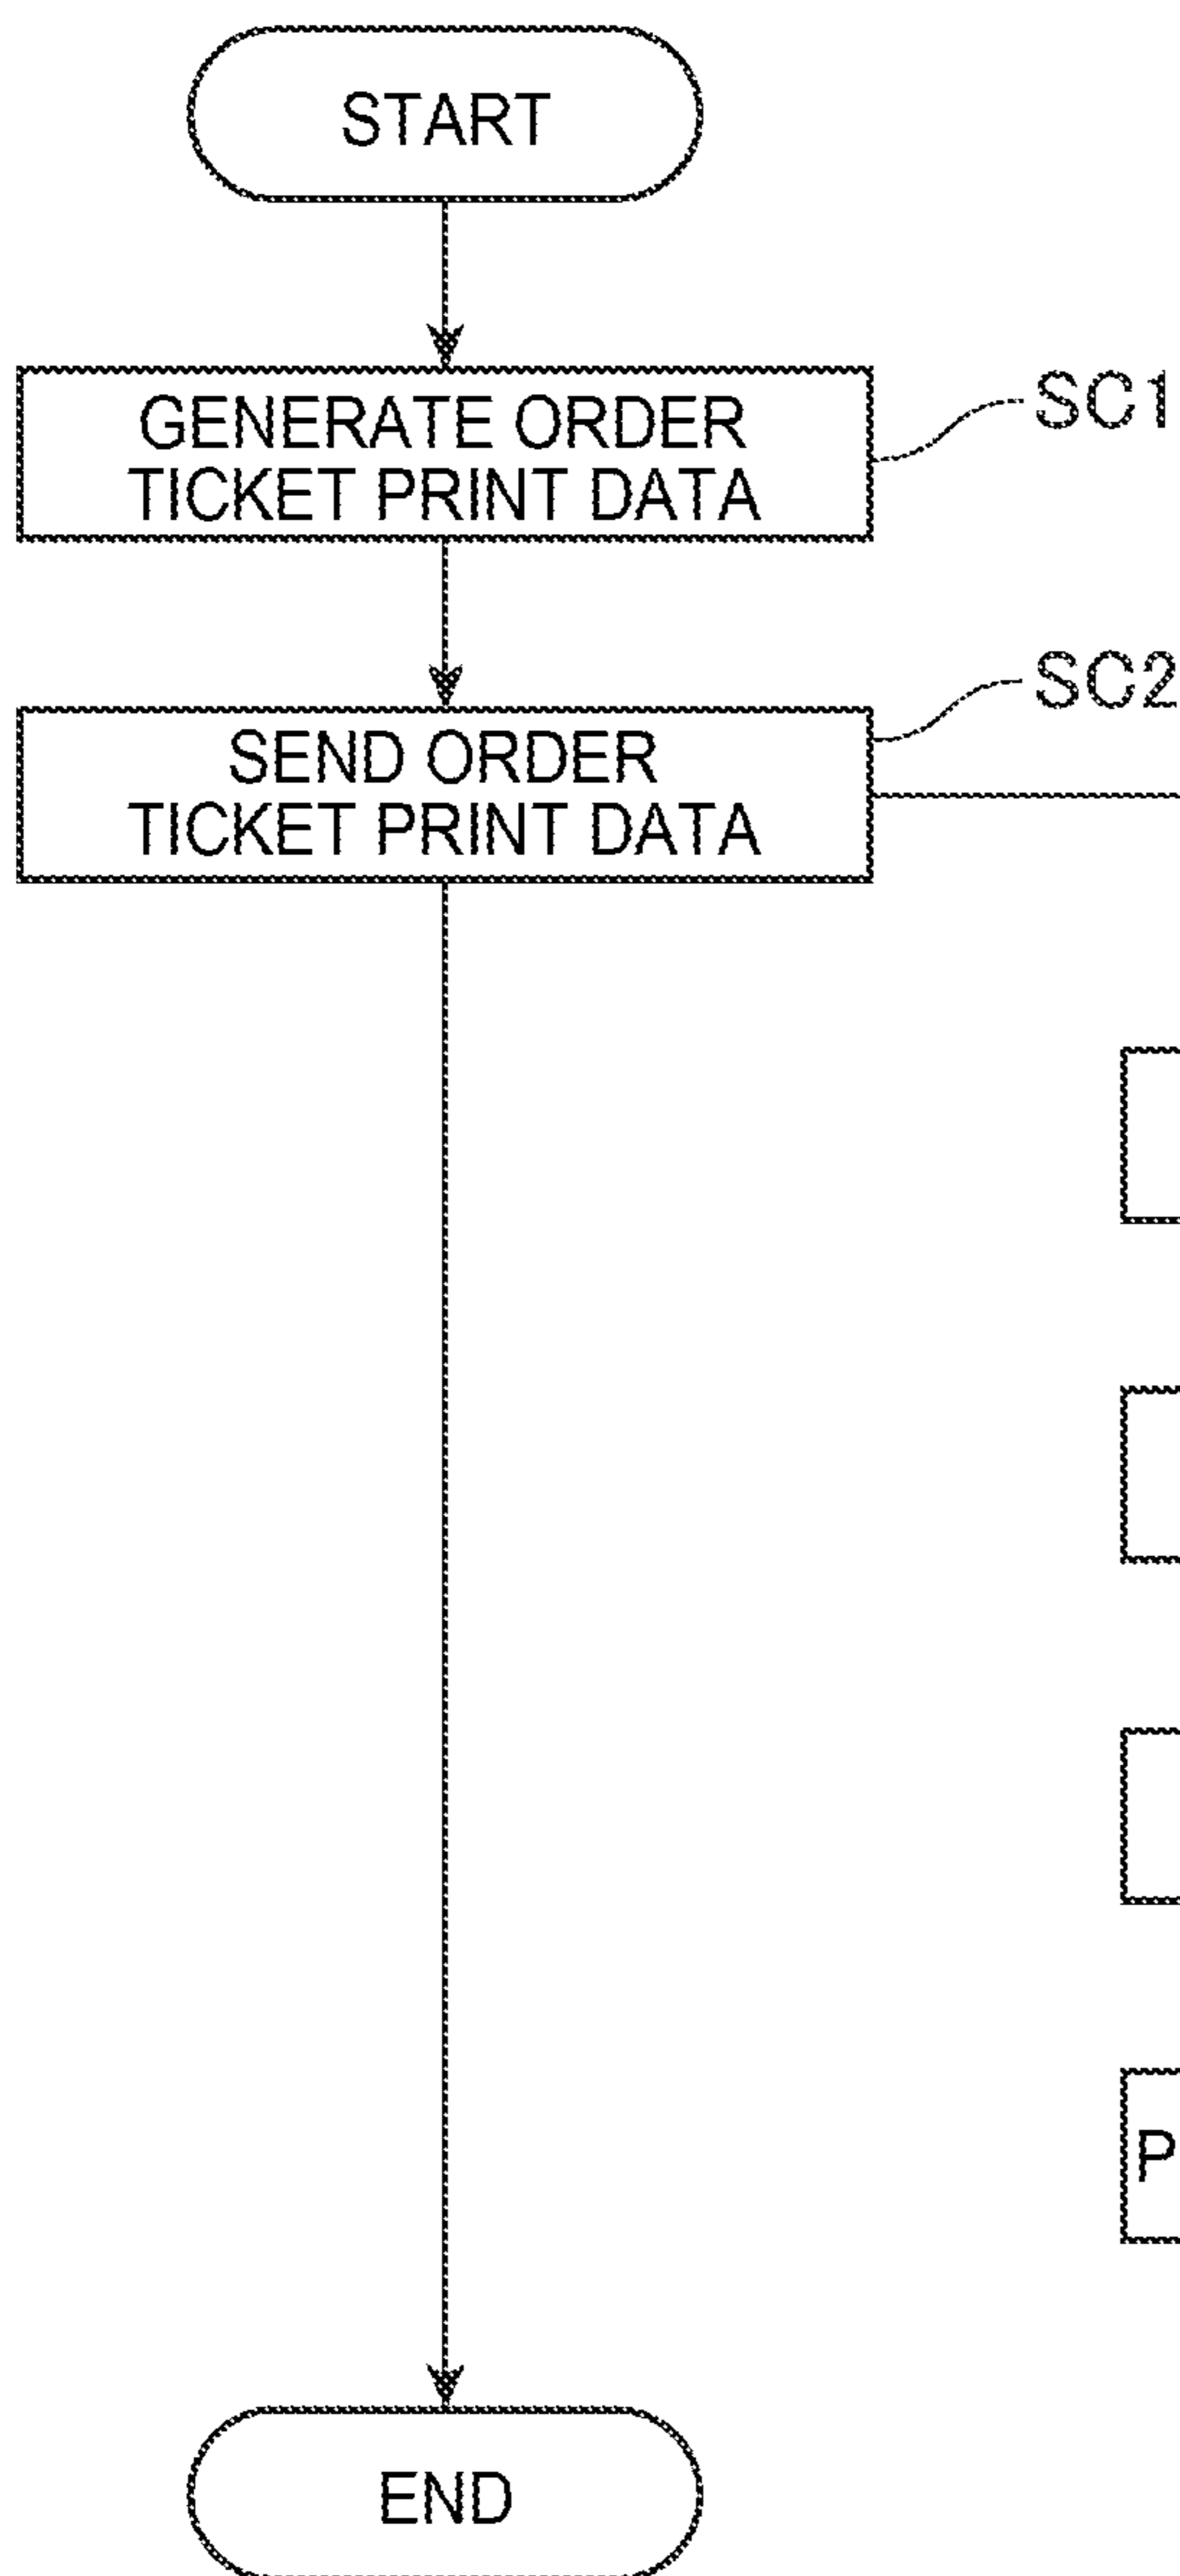 START
GENERATE ORDER
TICKET PRINT DATA
SC1
SEND ORDER
TICKET PRINT DATA
SC2
P
END